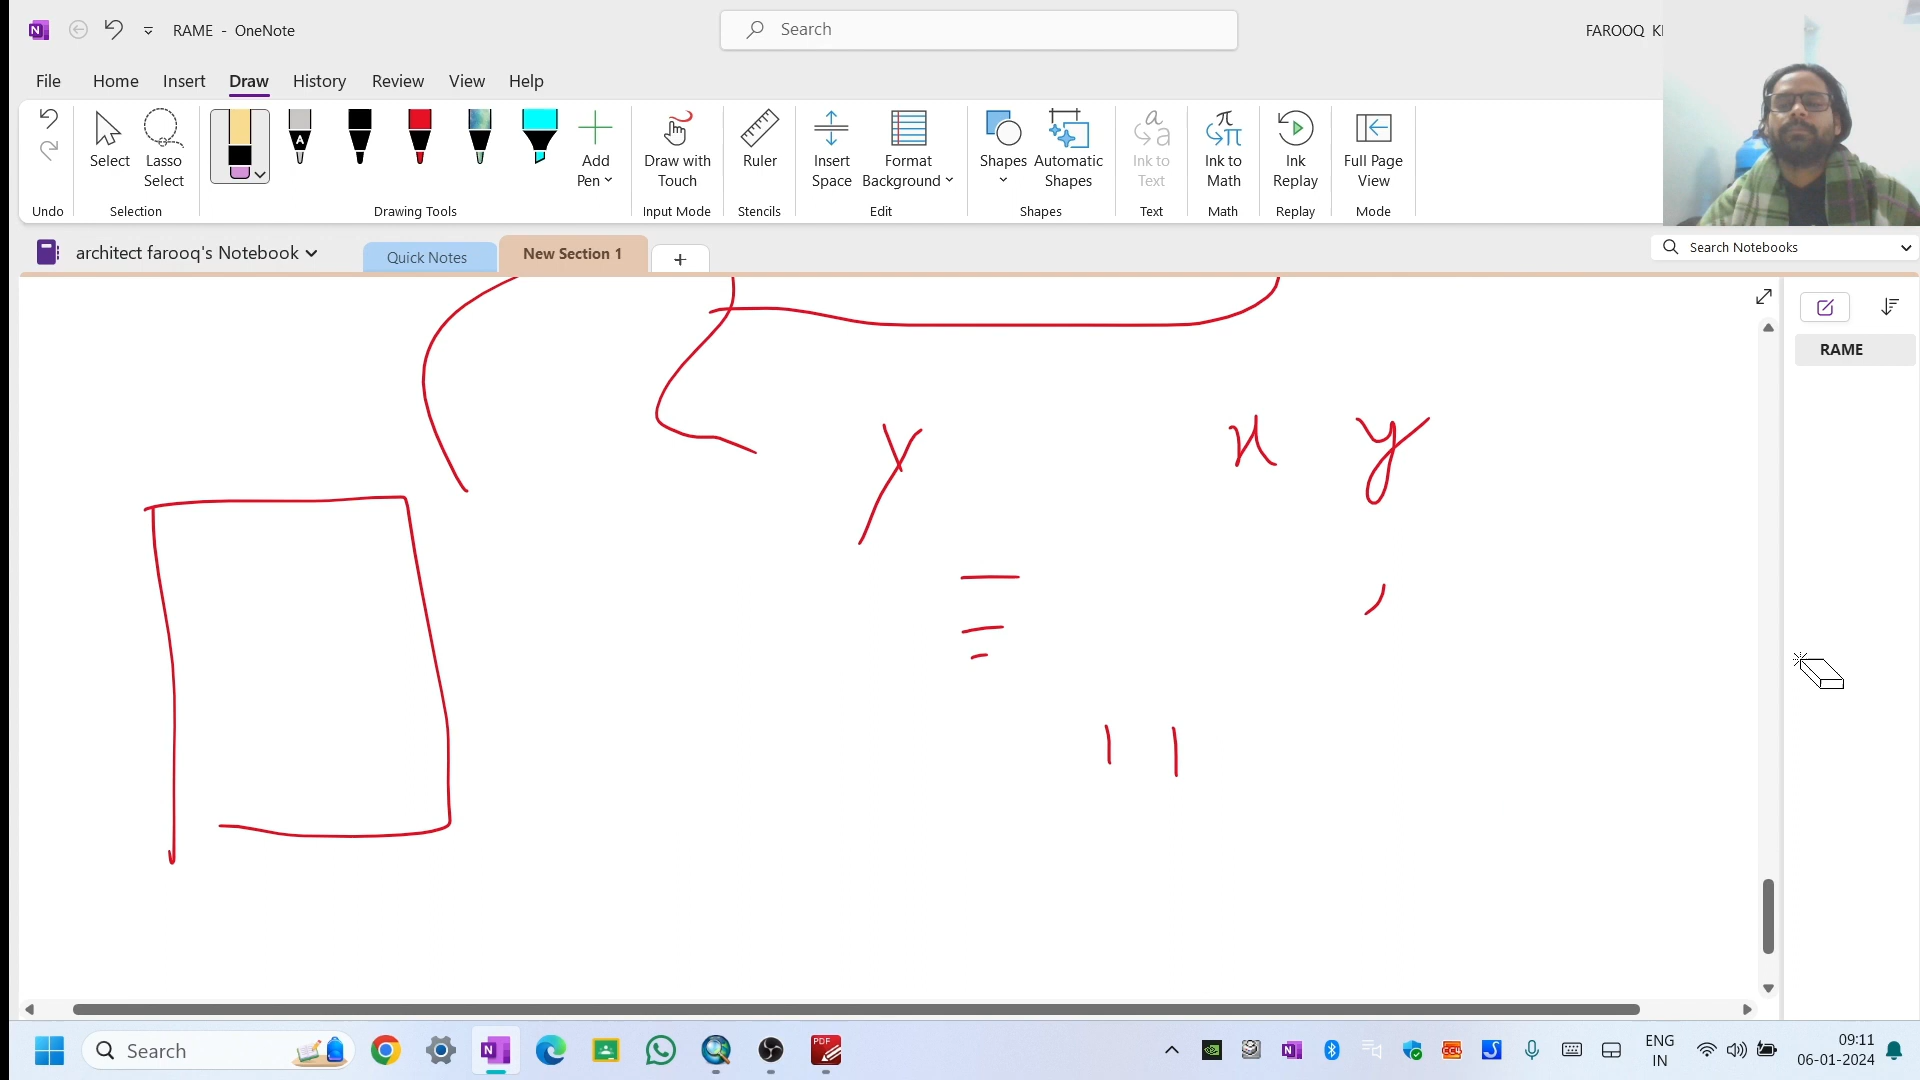 RAME - OneNote
Search
FAROOQ KI
File Home Insert Draw History Review View Help
A
Select
Lasso Select
Add Pen
Draw with Touch
Ruler
Insert Space
Format Background
Shapes
Automatic Shapes
Ink to Text
Ink to Math
Ink Replay
Full Page View
Undo Selection Drawing Tools Input Mode Stencils Edit Shapes Text Math Replay Mode
architect farooq's Notebook
Quick Notes
New Section 1
Search Notebooks
RAME
y x y
Search
PDF
ENG IN
09:11
06-01-2024